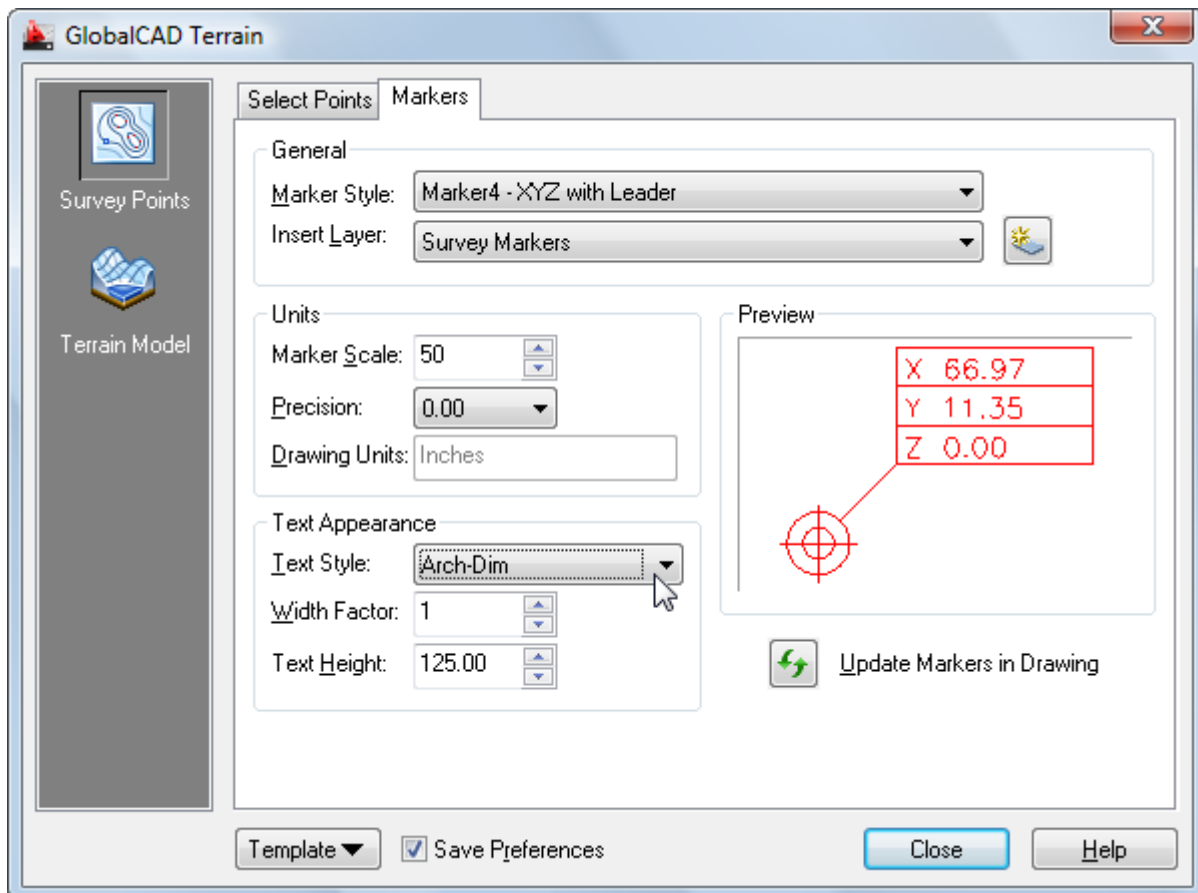 GlobalCAD Terrain
Select Points
Markers
Survey Points
Terrain Model
General
Marker Style: Marker4 - XYZ with Leader
Insert Layer: Survey Markers
Units
Marker Scale: 50
Precision: 0.00
Drawing Units: Inches
Preview
X 66.97
Y 11.35
Z 0.00
Text Appearance
Text Style: Arch-Dim
Width Factor: 1
Text Height: 125.00
Update Markers in Drawing
Template
Save Preferences
Close
Help